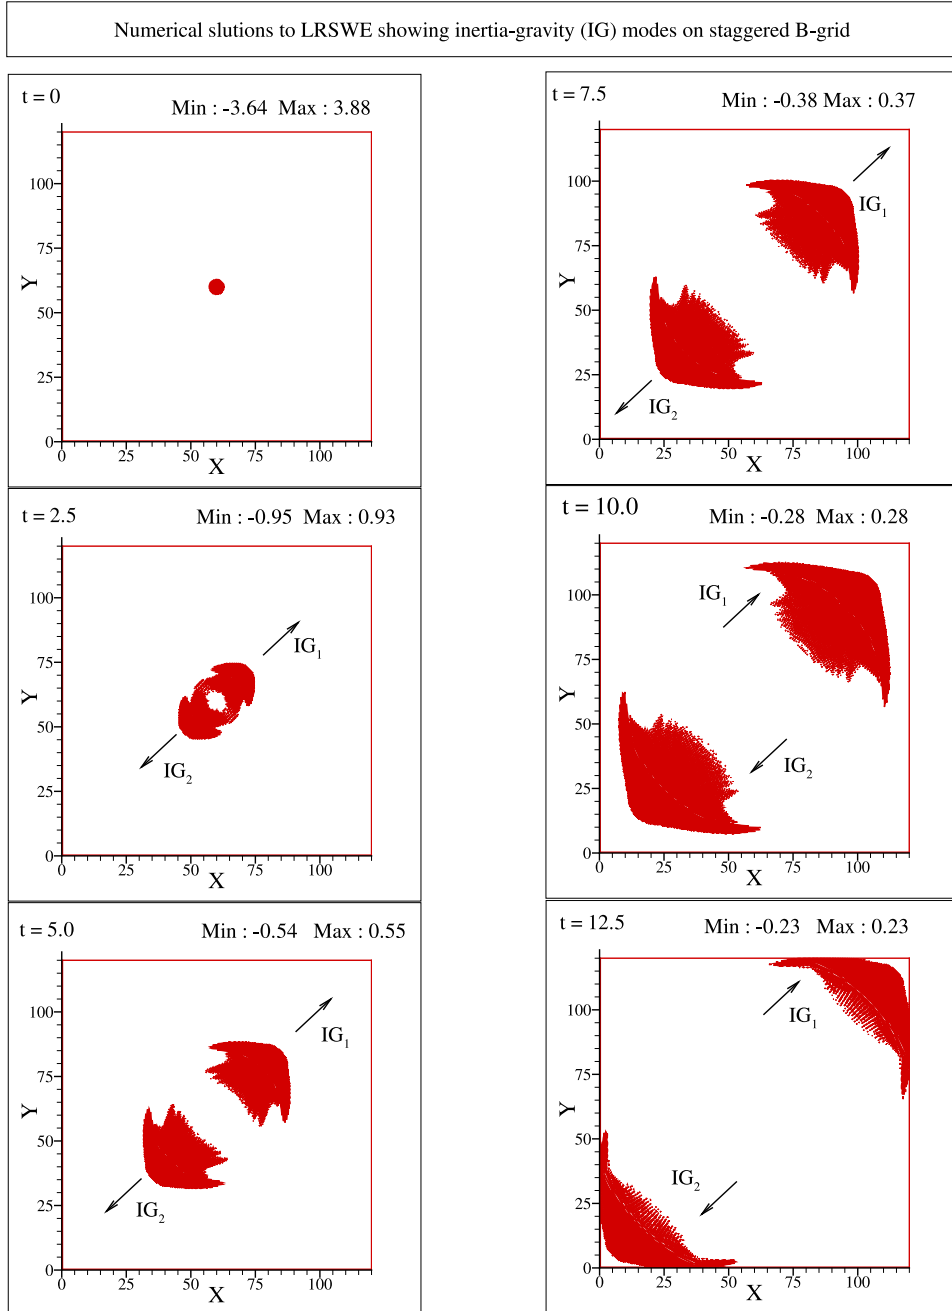 Numerical slutions to LRSWE showing inertia-gravity (IG) modes on staggered B-grid
t = 0
Min : -3.64 Max : 3.88
Y
100
75
50
25
0
0 25 50 75 100
X
t = 2.5
Min : -0.95 Max : 0.93
IG₁
IG₂
Y
100
75
50
25
0
0 25 50 75 100
X
t = 5.0
Min : -0.54 Max : 0.55
IG₁
IG₂
Y
100
75
50
25
0
0 25 50 75 100
X
t = 7.5
Min : -0.38 Max : 0.37
IG₁
IG₂
Y
100
75
50
25
0
0 25 50 75 100
X
t = 10.0
Min : -0.28 Max : 0.28
IG₁
IG₂
Y
100
75
50
25
0
0 25 50 75 100
X
t = 12.5
Min : -0.23 Max : 0.23
IG₁
IG₂
Y
100
75
50
25
0
0 25 50 75 100
X